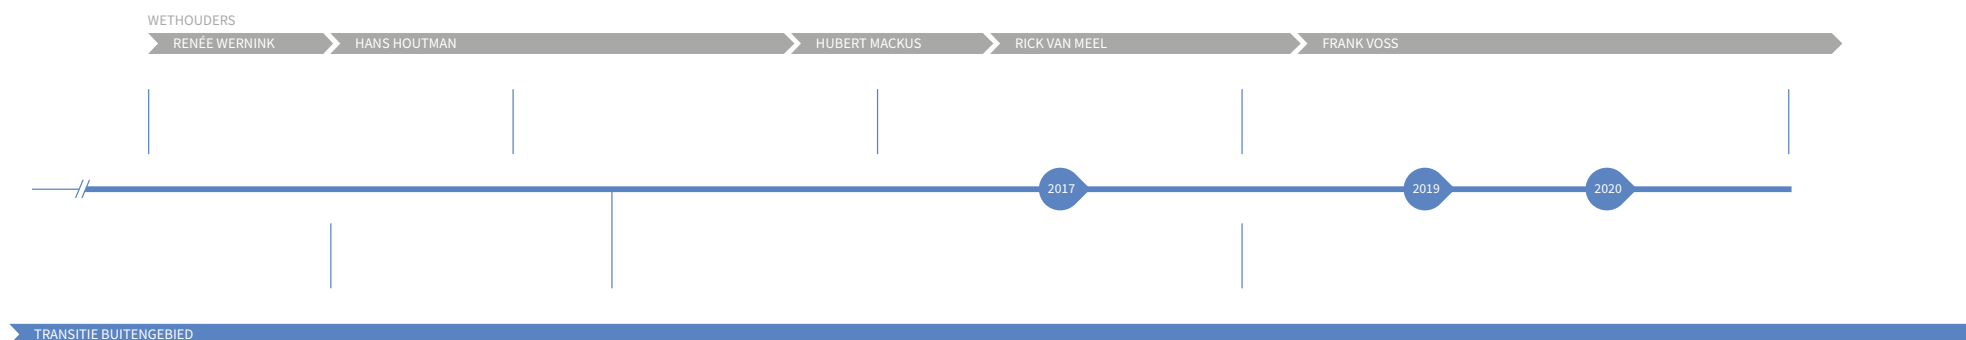 WETHOUDERS
RENÉE WERNINK HANS HOUTMAN HUBERT MACKUS RICK VAN MEEL FRANK VOSS
2017 2019 2020
TRANSITIE BUITENGEBIED